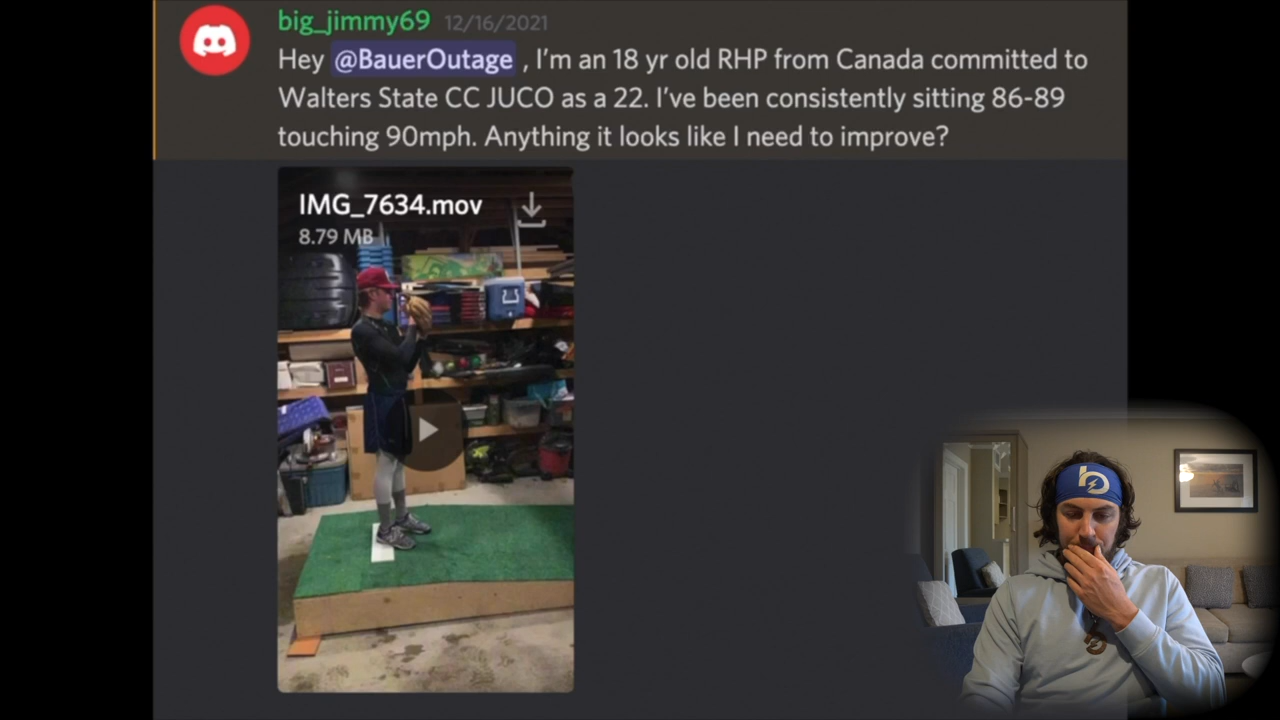 big_jimmy69 12/16/2021
Hey @BauerOutage , I’m an 18 yr old RHP from Canada committed to
Walters State CC JUCO as a 22. I’ve been consistently sitting 86-89
touching 90mph. Anything it looks like I need to improve?
IMG_7634.mov
8.79 MB
b